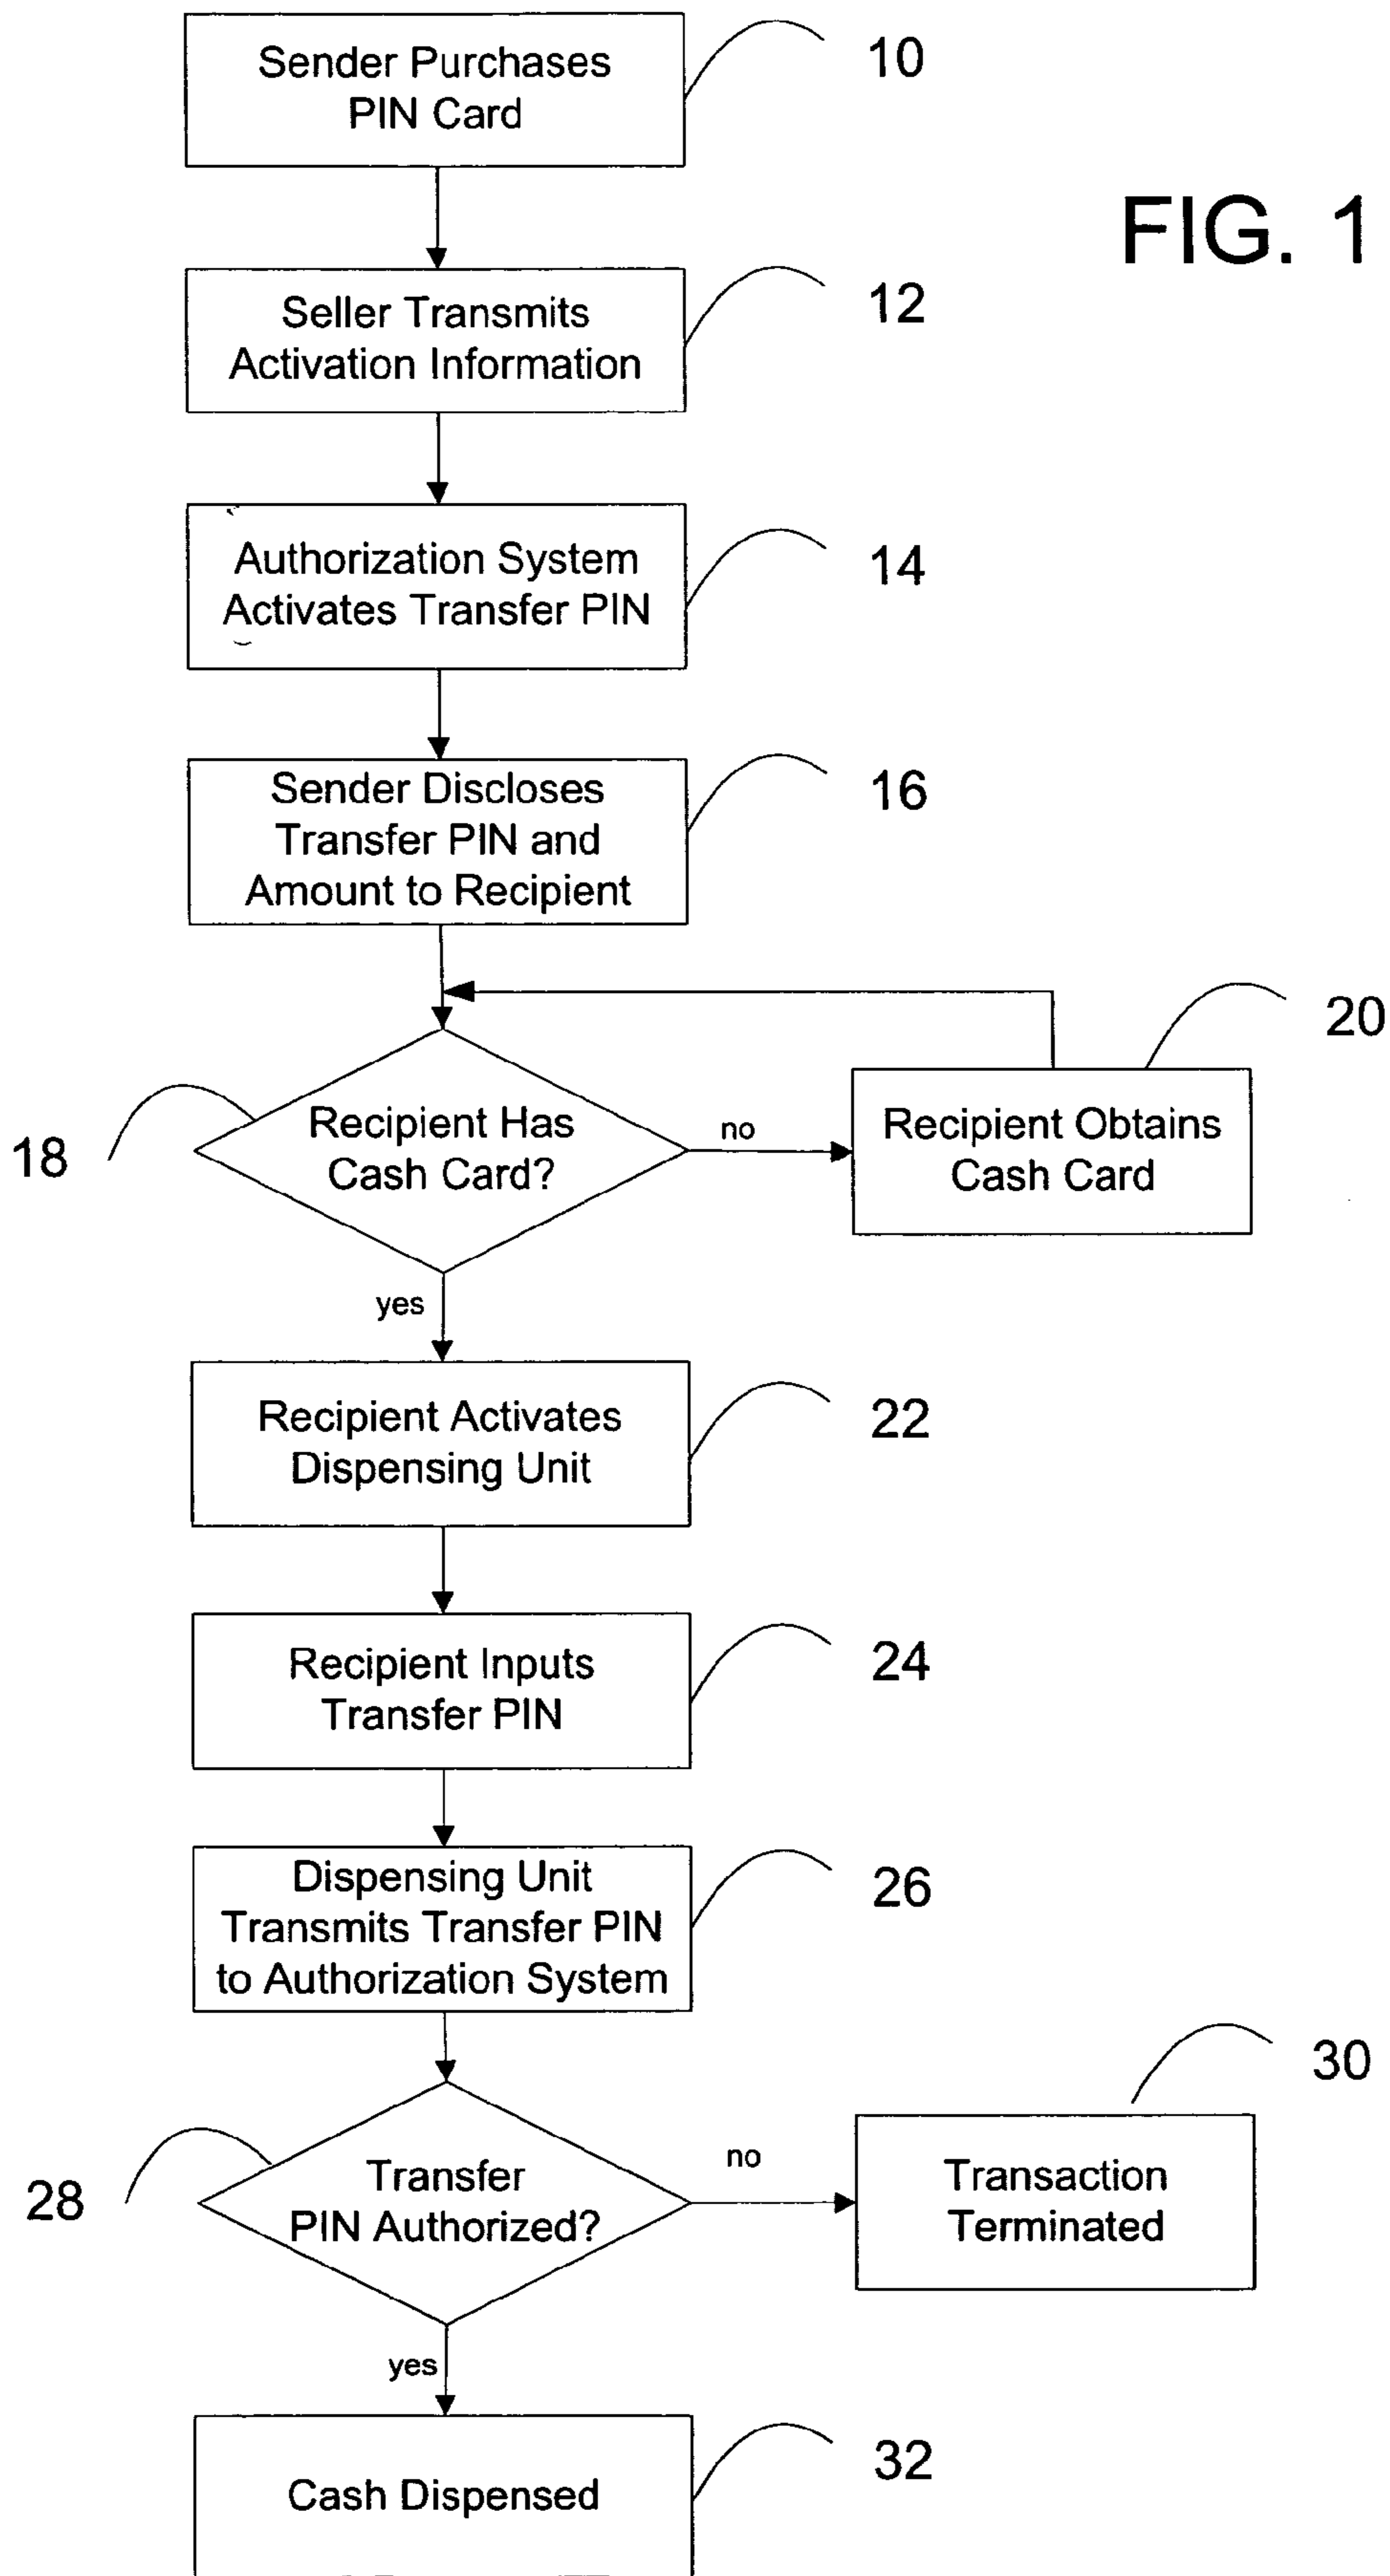 Sender Purchases
PIN Card
10
FIG. 1
Seller Transmits
Activation Information
12
Authorization System
Activates Transfer PIN
14
Sender Discloses
Transfer PIN and
Amount to Recipient
16
18
Recipient Has
Cash Card?
no
Recipient Obtains
Cash Card
20
yes
Recipient Activates
Dispensing Unit
22
Recipient Inputs
Transfer PIN
24
Dispensing Unit
Transmits Transfer PIN
to Authorization System
26
28
Transfer
PIN Authorized?
no
Transaction
Terminated
30
yes
Cash Dispensed
32